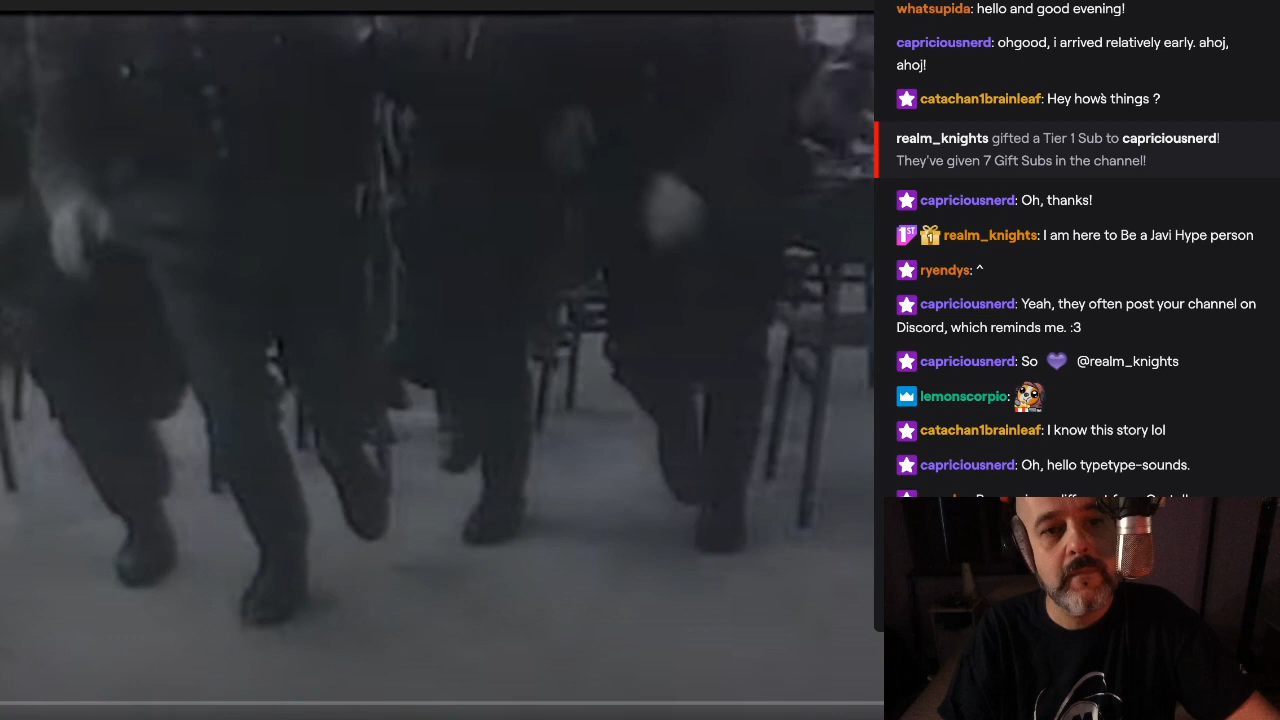 whatsupida: hello and good evening!
capriciousnerd: ohgood, i arrived relatively early. ahoj,
ahoj!
catachan1brainleaf: Hey how's things ?
realm_knights gifted a Tier 1 Sub to capriciousnerd!
They've given 7 Gift Subs in the channel!
capriciousnerd: Oh, thanks!
1ST 1 realm_knights: I am here to Be a Javi Hype person
ryendys: ^
capriciousnerd: Yeah, they often post your channel on
Discord, which reminds me. :3
capriciousnerd: So @realm_knights
lemonscorpio:
catachan1brainleaf: I know this story lol
capriciousnerd: Oh, hello typetype-sounds.